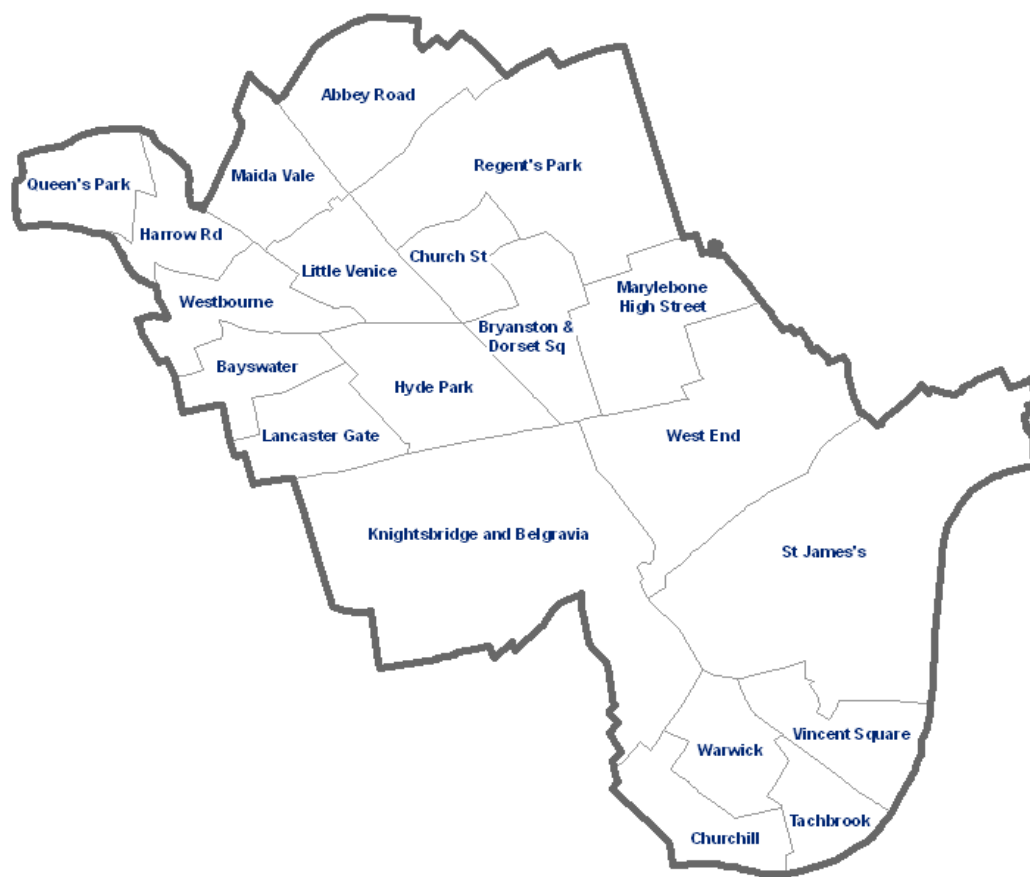 Abbey Road
Regent's Park
Maida Vale
Queen's Park
Harrow Rd
Church St
Little Venice
Marylebone
High Street
Westbourne
Bryanston &
Dorset Sq
Bayswater
Hyde Park
Lancaster Gate
West End
Knightsbridge and Belgravia
St James's
Vincent Square
Warwick
Tachbrook
Churchill